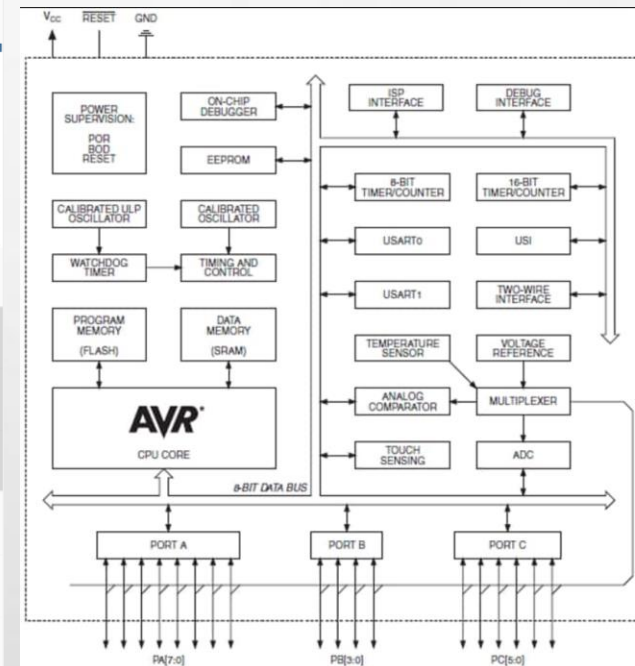 VCC
RESET
GND
POWER
SUPERVISION:
POR
BOD
RESET
ON-CHIP
DEBUGGER
EEPROM
ISP
INTERFACE
DEBUG
INTERFACE
CALIBRATED ULP
OSCILLATOR
CALIBRATED
OSCILLATOR
8-BIT
TIMER/COUNTER
16-BIT
TIMER/COUNTER
WATCHDOG
TIMER
TIMING AND
CONTROL
USART0
USI
USART1
TWO-WIRE
INTERFACE
PROGRAM
MEMORY
(FLASH)
DATA
MEMORY
(SRAM)
TEMPERATURE
SENSOR
VOLTAGE
REFERENCE
AVR®
CPU CORE
ANALOG
COMPARATOR
MULTIPLEXER
TOUCH
SENSING
ADC
8-BIT DATA BUS
PORT A
PORT B
PORT C
PA[7:0]
PB[3:0]
PC[5:0]